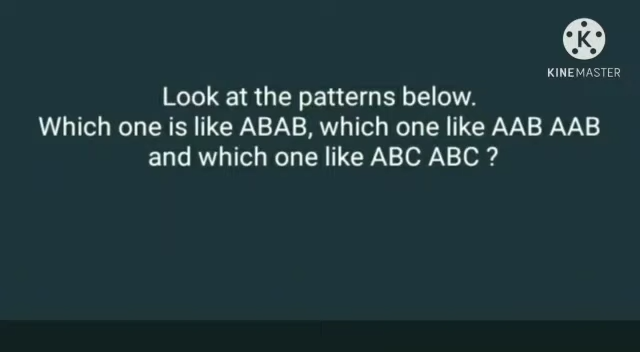 KINEMASTER
Look at the patterns below.
Which one is like ABAB, which one like AAB AAB
and which one like ABC ABC ?